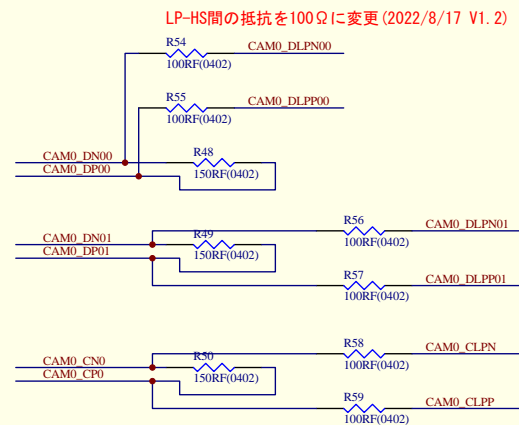 LP-HS間の抵抗を100Ωに変更(2022/8/17 V1.2)
R54
CAM0_DLPN00
100RF(0402)
R55
CAM0_DLPP00
100RF(0402)
CAM0_DN00
R48
CAM0_DP00
150RF(0402)
R56
CAM0_DLPN01
CAM0_DN01
R49
100RF(0402)
CAM0_DP01
150RF(0402)
R57
CAM0_DLPP01
100RF(0402)
R58
CAM0_CLPN
CAM0_CN0
R50
100RF(0402)
CAM0_CP0
150RF(0402)
R59
CAM0_CLPP
100RF(0402)